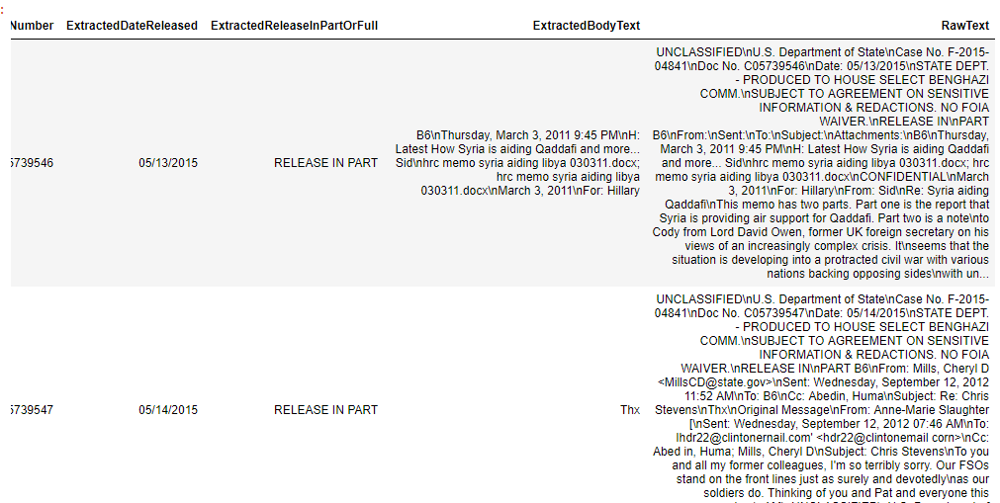 :
Number ExtractedDateReleased ExtractedReleaseInPartOrFull ExtractedBodyText RawText
UNCLASSIFIED\nU.S. Department of State\nCase No. F-2015-
04841\nDoc No. C05739546\nDate: 05/13/2015\nSTATE DEPT.
- PRODUCED TO HOUSE SELECT BENGHAZI
COMM.\nSUBJECT TO AGREEMENT ON SENSITIVE
INFORMATION & REDACTIONS. NO FOIA
WAIVER.\nRELEASE IN\nPART
B6\nThursday, March 3, 2011 9:45 PM\nH: B6\nFrom:\nSent:\nTo:\nSubject:\nAttachments:\nB6\nThursday,
Latest How Syria is aiding Qaddafi and more... March 3, 2011 9:45 PM\nH: Latest How Syria is aiding Qaddafi
5739546 05/13/2015 RELEASE IN PART Sid\nhrc memo syria aiding libya 030311.docx; and more... Sid\nhrc memo syria aiding libya 030311.docx; hrc
hrc memo syria aiding libya memo syria aiding libya 030311.docx\nCONFIDENTIAL\nMarch
030311.docx\nMarch 3, 2011\nFor: Hillary 3, 2011\nFor: Hillary\nFrom: Sid\nRe: Syria aiding
Qaddafi\nThis memo has two parts. Part one is the report that
Syria is providing air support for Qaddafi. Part two is a note\nto
Cody from Lord David Owen, former UK foreign secretary on his
views of an increasingly complex crisis. It\nseems that the
situation is developing into a protracted civil war with various
nations backing opposing sides\nwith un...
UNCLASSIFIED\nU.S. Department of State\nCase No. F-2015-
04841\nDoc No. C05739547\nDate: 05/14/2015\nSTATE DEPT.
- PRODUCED TO HOUSE SELECT BENGHAZI
COMM.\nSUBJECT TO AGREEMENT ON SENSITIVE
INFORMATION & REDACTIONS. NO FOIA
WAIVER.\nRELEASE IN\nPART B6\nFrom: Mills, Cheryl D
<MillsCD@state.gov>\nSent: Wednesday, September 12, 2012
11:52 AM\nTo: B6\nCc: Abedin, Huma\nSubject: Re: Chris
5739547 05/14/2015 RELEASE IN PART Thx Stevens\nThx\nOriginal Message\nFrom: Anne-Marie Slaughter
[\nSent: Wednesday, September 12, 2012 07:46 AM\nTo:
lhdr22@clintonernail.com' <hdr22@clintonemail corn>\nCc:
Abed in, Huma; Mills, Cheryl D\nSubject: Chris Stevens\nTo you
and all my former colleagues, I'm so terribly sorry. Our FSOs
stand on the front lines just as surely and devotedly\nas our
soldiers do. Thinking of you and Pat and everyone this